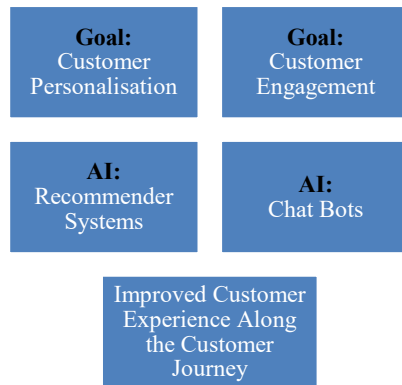 Goal:
Customer
Personalisation
Goal:
Customer
Engagement
AI:
Recommender
Systems
AI:
Chat Bots
Improved Customer
Experience Along
the Customer
Journey